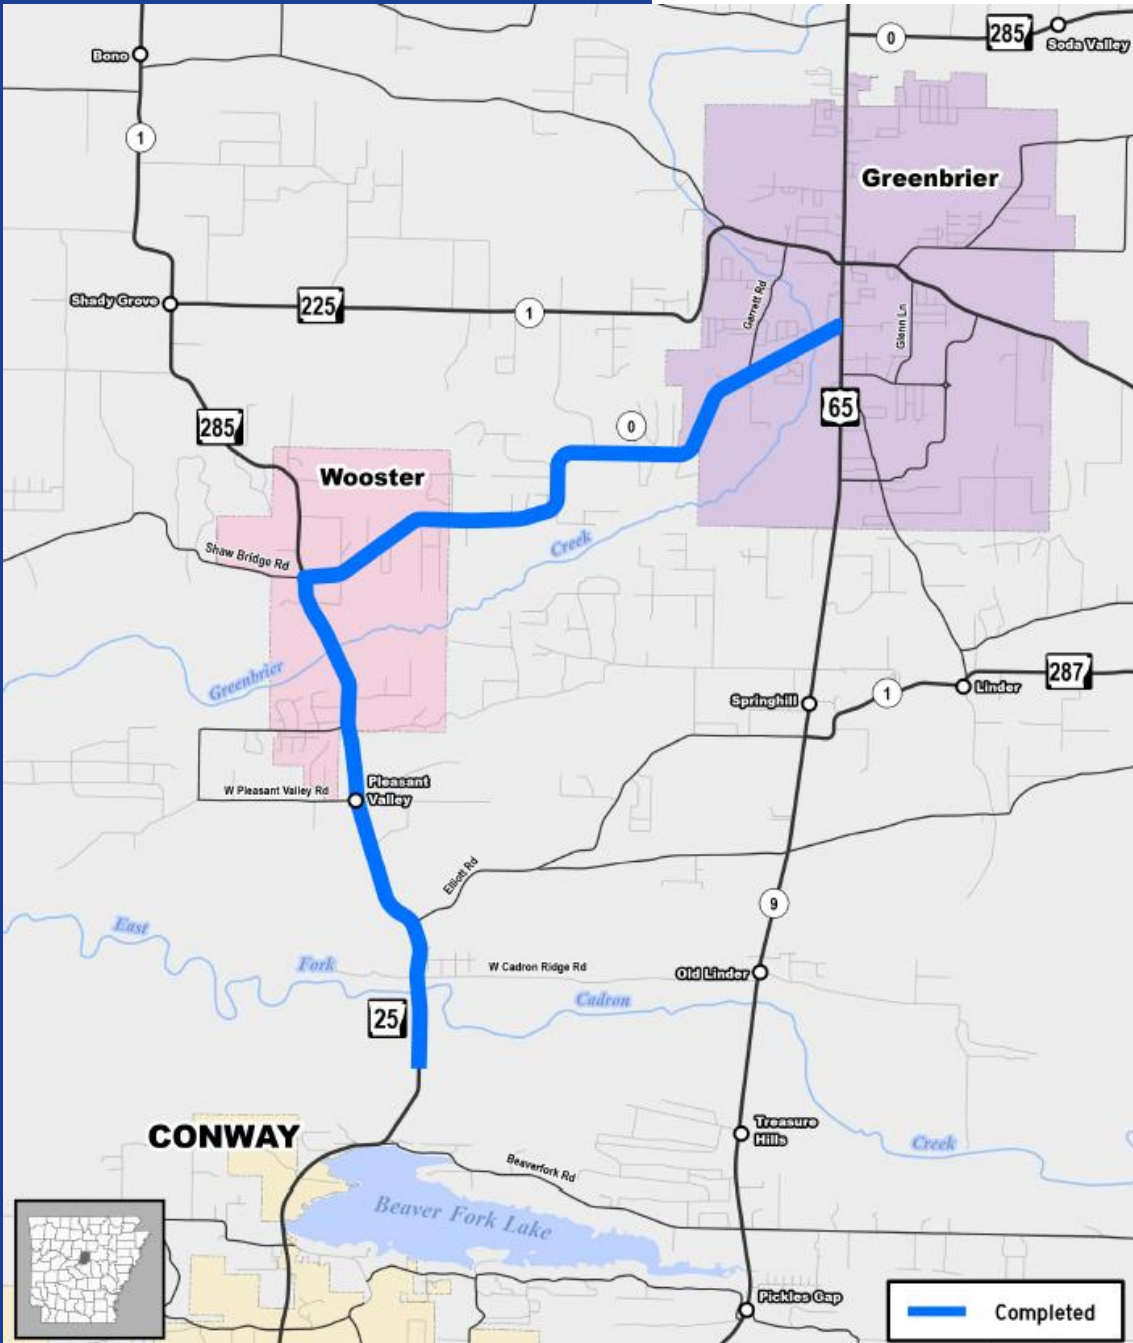 Bono
0
285
Soda Valley
1
Greenbrier
Shady Grove
225
1
Garrett Rd
Glenn Ln
285
0
65
Wooster
Shaw Bridge Rd
Creek
Greenbrier
Springhill
1
Linder
287
W Pleasant Valley Rd
Pleasant
Valley
Elliott Rd
9
East
Fork
W Cadron Ridge Rd
Old Linder
Cadron
25
CONWAY
Treasure
Hills
Creek
Beaverfork Rd
Beaver Fork Lake
Pickles Gap
Completed